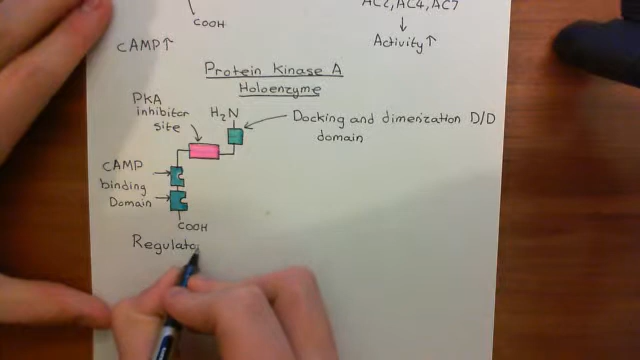 COOH
cAMP↑
AC2, AC4, AC7
↓
Activity↑
Protein Kinase A
Holoenzyme
PKA
inhibitor
site
H₂N
Docking and dimerization D/D
domain
CAMP
binding
Domain
COOH
Regulato